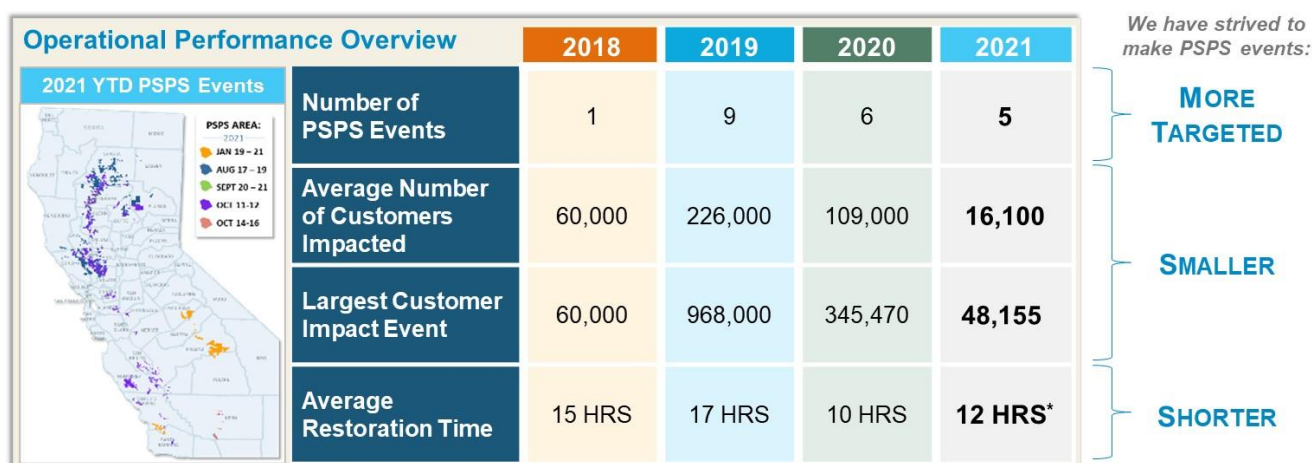 Operational Performance Overview
2018
2019
2020
2021
We have strived to
make PSPS events:
2021 YTD PSPS Events
PSPS AREA:
2021
JAN 19 – 21
AUG 17 – 19
SEPT 20 – 21
OCT 11-12
OCT 14-16
Number of
PSPS Events
1
9
6
5
MORE
TARGETED
Average Number
of Customers
Impacted
60,000
226,000
109,000
16,100
SMALLER
Largest Customer
Impact Event
60,000
968,000
345,470
48,155
Average
Restoration Time
15 HRS
17 HRS
10 HRS
12 HRS*
SHORTER